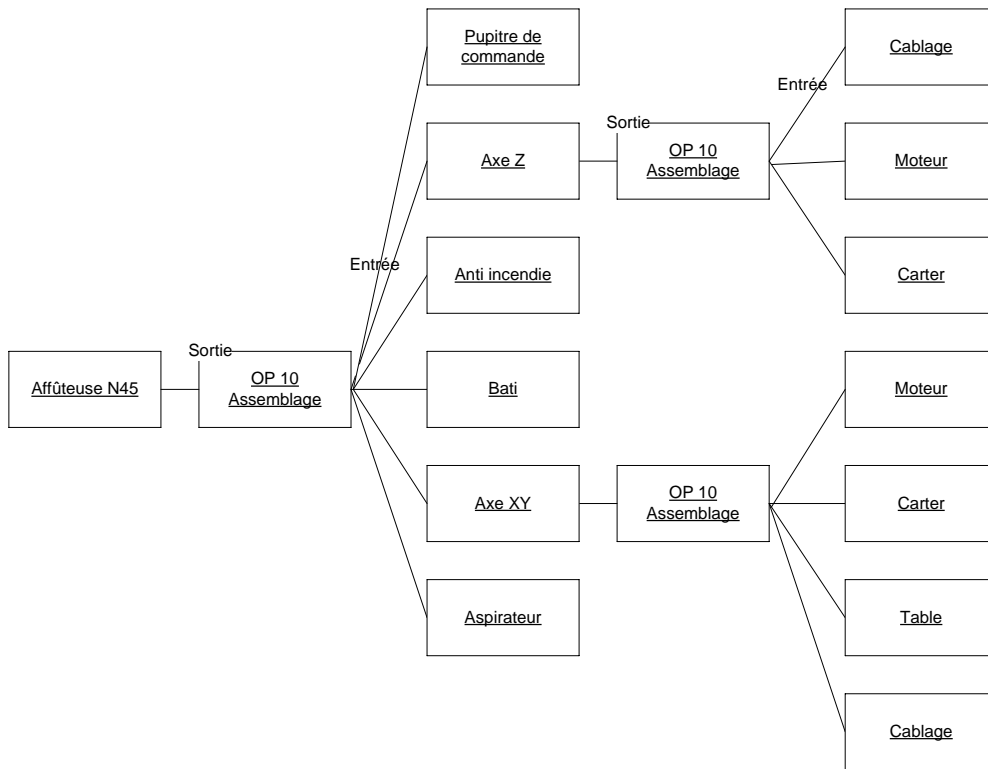 Pupitre de
commande
Cablage
Entrée
Sortie
Axe Z
OP 10
Assemblage
Moteur
Entrée
Anti incendie
Carter
Sortie
Affûteuse N45
OP 10
Assemblage
Bati
Moteur
Axe XY
OP 10
Assemblage
Carter
Aspirateur
Table
Cablage